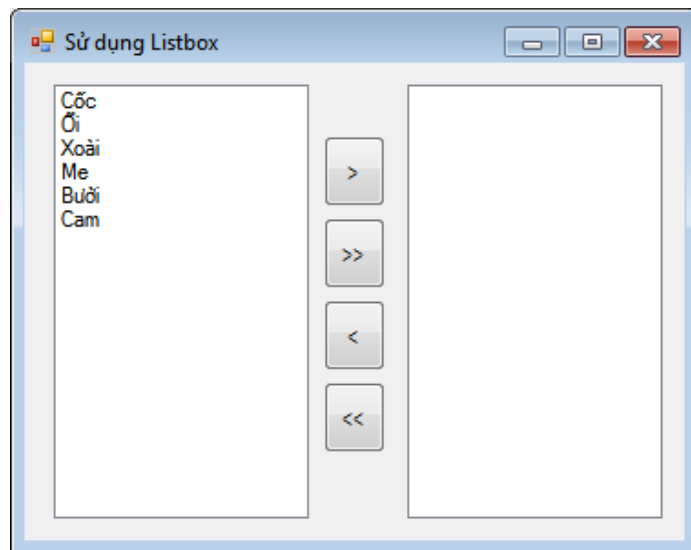 Sử dụng Listbox
Cốc
Ổi
Xoài
Me
Bưởi
Cam
>
>>
<
<<